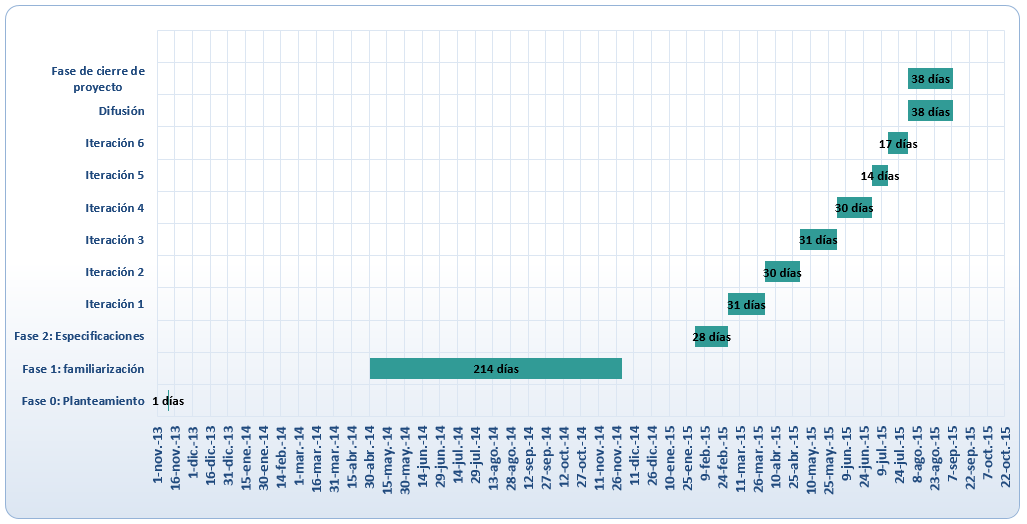 Fase de cierre de
proyecto
38 días
Difusión
38 días
Iteración 6
17 días
Iteración 5
14 días
Iteración 4
30 días
Iteración 3
31 días
Iteración 2
30 días
Iteración 1
31 días
Fase 2: Especificaciones
28 días
Fase 1: familiarización
214 días
Fase 0: Planteamiento
1 días
1-nov.-13
16-nov.-13
1-dic.-13
16-dic.-13
31-dic.-13
15-ene.-14
30-ene.-14
14-feb.-14
1-mar.-14
16-mar.-14
31-mar.-14
15-abr.-14
30-abr.-14
15-may.-14
30-may.-14
14-jun.-14
29-jun.-14
14-jul.-14
29-jul.-14
13-ago.-14
28-ago.-14
12-sep.-14
27-sep.-14
12-oct.-14
27-oct.-14
11-nov.-14
26-nov.-14
11-dic.-14
26-dic.-14
10-ene.-15
25-ene.-15
9-feb.-15
24-feb.-15
11-mar.-15
26-mar.-15
10-abr.-15
25-abr.-15
10-may.-15
25-may.-15
9-jun.-15
24-jun.-15
9-jul.-15
24-jul.-15
8-ago.-15
23-ago.-15
7-sep.-15
22-sep.-15
7-oct.-15
22-oct.-15